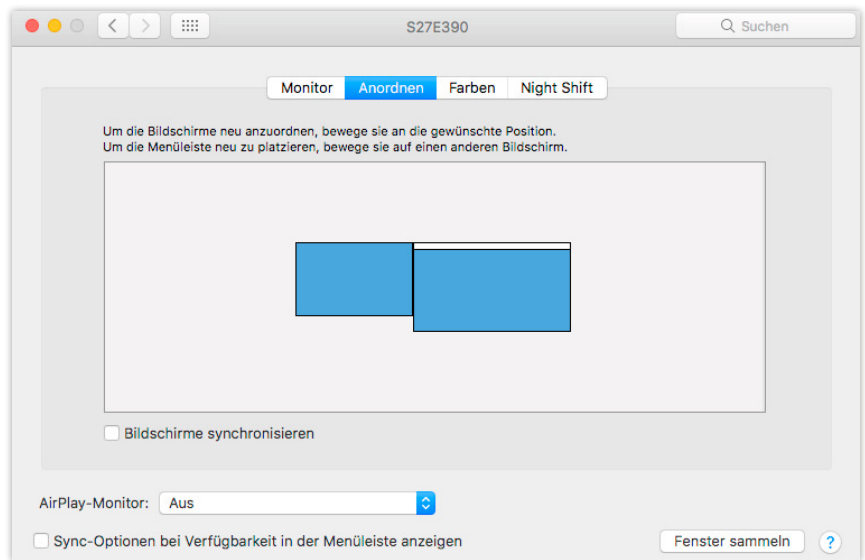 S27E390
Suchen
Monitor Anordnen Farben Night Shift
Um die Bildschirme neu anzuordnen, bewege sie an die gewünschte Position.
Um die Menüleiste neu zu platzieren, bewege sie auf einen anderen Bildschirm.
Bildschirme synchronisieren
AirPlay-Monitor: Aus
Sync-Optionen bei Verfügbarkeit in der Menüleiste anzeigen
Fenster sammeln ?